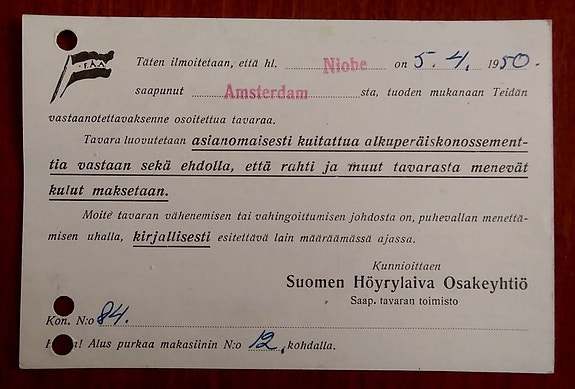 F.Å.A.
Täten ilmoitetaan, että hl. Niobe on 5.4. 1950.
saapunut Amsterdam sta, tuoden mukanaan Teidän
vastaanotettavaksenne osoitettua tavaraa.
Tavara luovutetaan asianomaisesti kuitattua alkuperäiskonossement-
tia vastaan sekä ehdolla, että rahti ja muut tavarasta menevät
kulut maksetaan.
Moite tavaran vähenemisen tai vahingoittumisen johdosta on, puhevallan menettä-
misen uhalla, kirjallisesti esitettävä lain määräämässä ajassa.
Kunnioittaen
Suomen Höyrylaiva Osakeyhtiö
Saap. tavaran toimisto
Kon. N:o 84.
Alus purkaa makasiinin N:o 12, kohdalla.